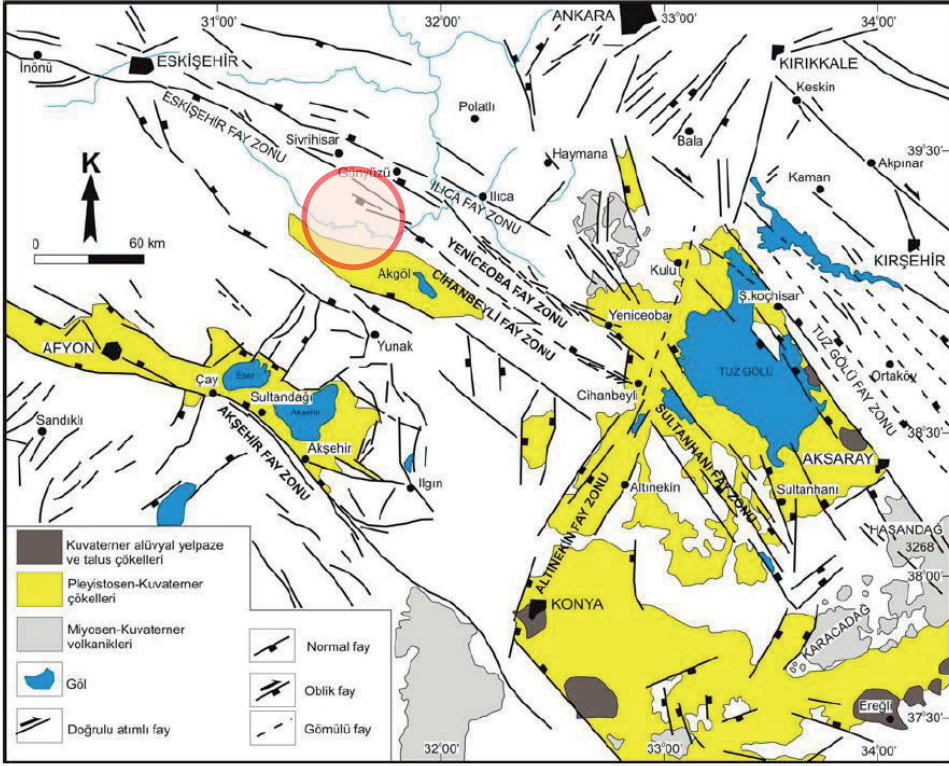 31°00'
32°00'
33°00'
34°00'
ANKARA
İnönü
ESKİŞEHİR
KIRIKKALE
Keskin
ESKİŞEHİR FAY ZONU
Polatlı
Sivrihisar
Bala
39°30'
K
Günyüzü
Haymana
Akpınar
ILICA FAY ZONU
Ilıca
Kaman
0
60 km
YENİCEOBA FAY ZONU
KIRŞEHİR
Akgöl
CİHANBEYLİ FAY ZONU
Kulu
Yeniceoba
Ş.koçhisar
AFYON
Yunak
TUZ GÖLÜ
TUZ GÖLÜ FAY ZONU
Ortaköy
Çay
Eber
Sultandağı
Akşehir
Cihanbeyli
Sandıklı
AKŞEHİR FAY ZONU
Akşehir
SULTANHANI FAY ZONU
38°30'
AKSARAY
Ilgın
Altınekin
Sultanhanı
ALTINEKİN FAY ZONU
HASANDAĞ
3268
38°00'
KONYA
KARACADAĞ
Ereğli
37°30'
32°00'
33°00'
34°00'
Kuvaterner alüvyal yelpaze
ve talus çökelleri
Pleyistosen-Kuvaterner
çökelleri
Miyosen-Kuvaterner
volkanikleri
Göl
Doğrulu atımlı fay
Normal fay
Oblik fay
Gömülü fay